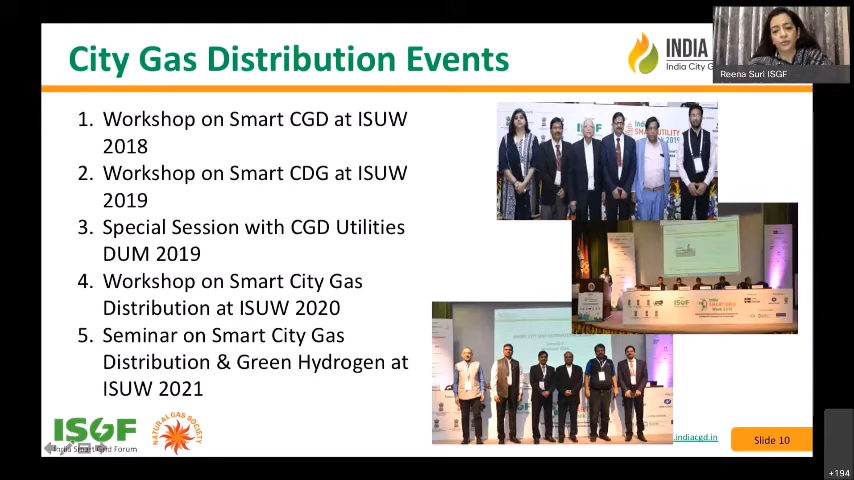 City Gas Distribution Events
INDIA
India City G
Reena Suri ISGF
1. Workshop on Smart CGD at ISUW
2018
2. Workshop on Smart CDG at ISUW
2019
3. Special Session with CGD Utilities
DUM 2019
4. Workshop on Smart City Gas
Distribution at ISUW 2020
5. Seminar on Smart City Gas
Distribution & Green Hydrogen at
ISUW 2021
ISGF
ISGF
ISGF
India Smart Grid Forum
NATURAL GAS SOCIETY
.indiacgd.in
Slide 10
+194